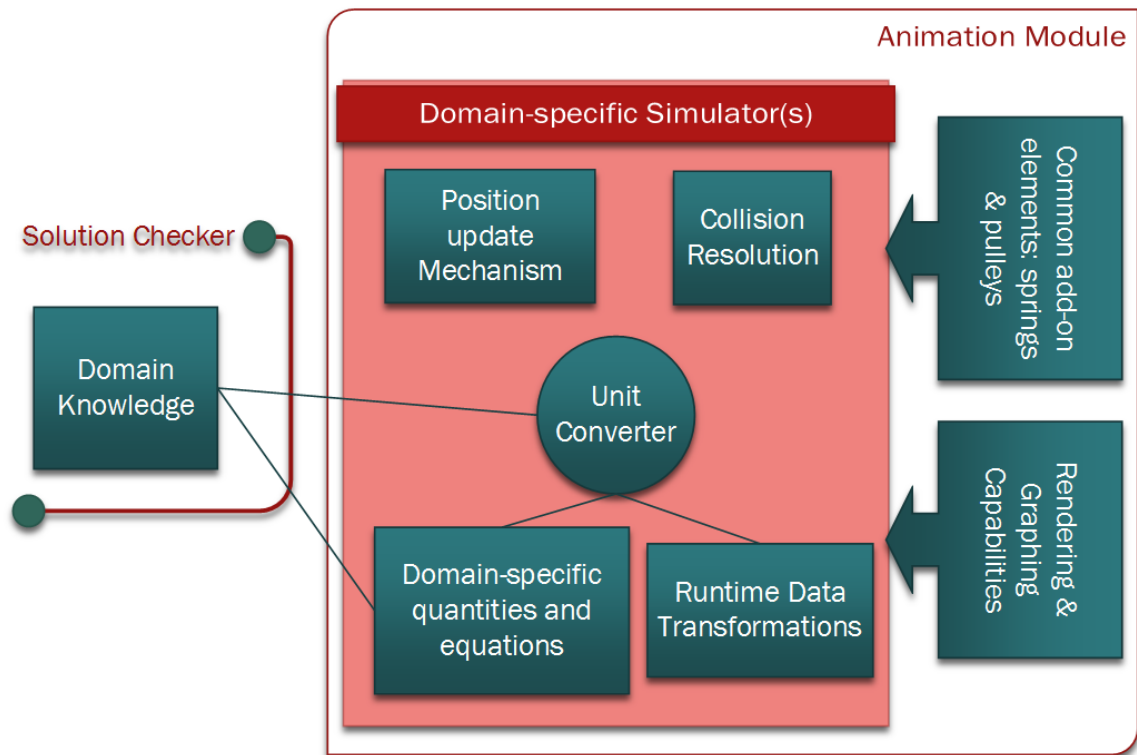 Animation Module
Domain-specific Simulator(s)
Position
update
Mechanism
Collision
Resolution
Common add-on
elements: springs
& pulleys
Solution Checker
Domain
Knowledge
Unit
Converter
Rendering &
Graphing
Capabilities
Domain-specific
quantities and
equations
Runtime Data
Transformations